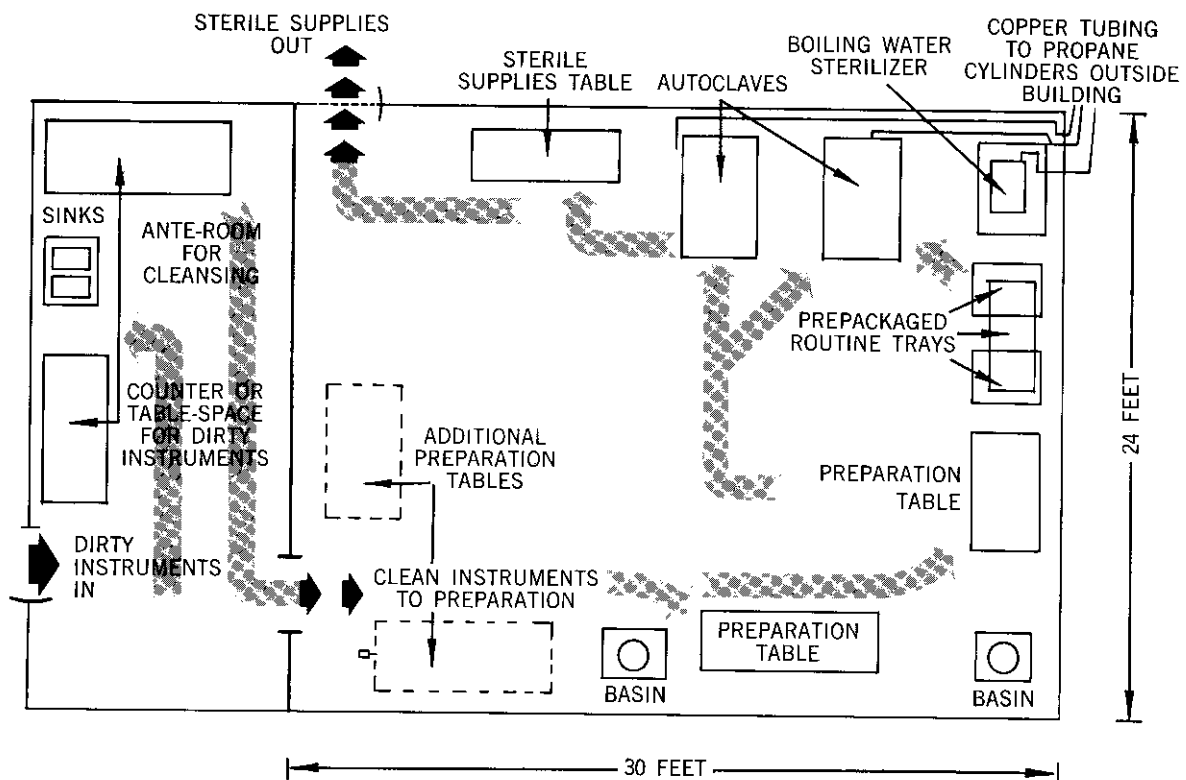 STERILE SUPPLIES
OUT
STERILE
SUPPLIES TABLE
AUTOCLAVES
BOILING WATER
STERILIZER
COPPER TUBING
TO PROPANE
CYLINDERS OUTSIDE
BUILDING
SINKS
ANTE-ROOM
FOR
CLEANSING
PREPACKAGED
ROUTINE TRAYS
COUNTER OR
TABLE-SPACE
FOR DIRTY
INSTRUMENTS
ADDITIONAL
PREPARATION
TABLES
PREPARATION
TABLE
24 FEET
DIRTY
INSTRUMENTS
IN
CLEAN INSTRUMENTS
TO PREPARATION
PREPARATION
TABLE
BASIN
BASIN
30 FEET